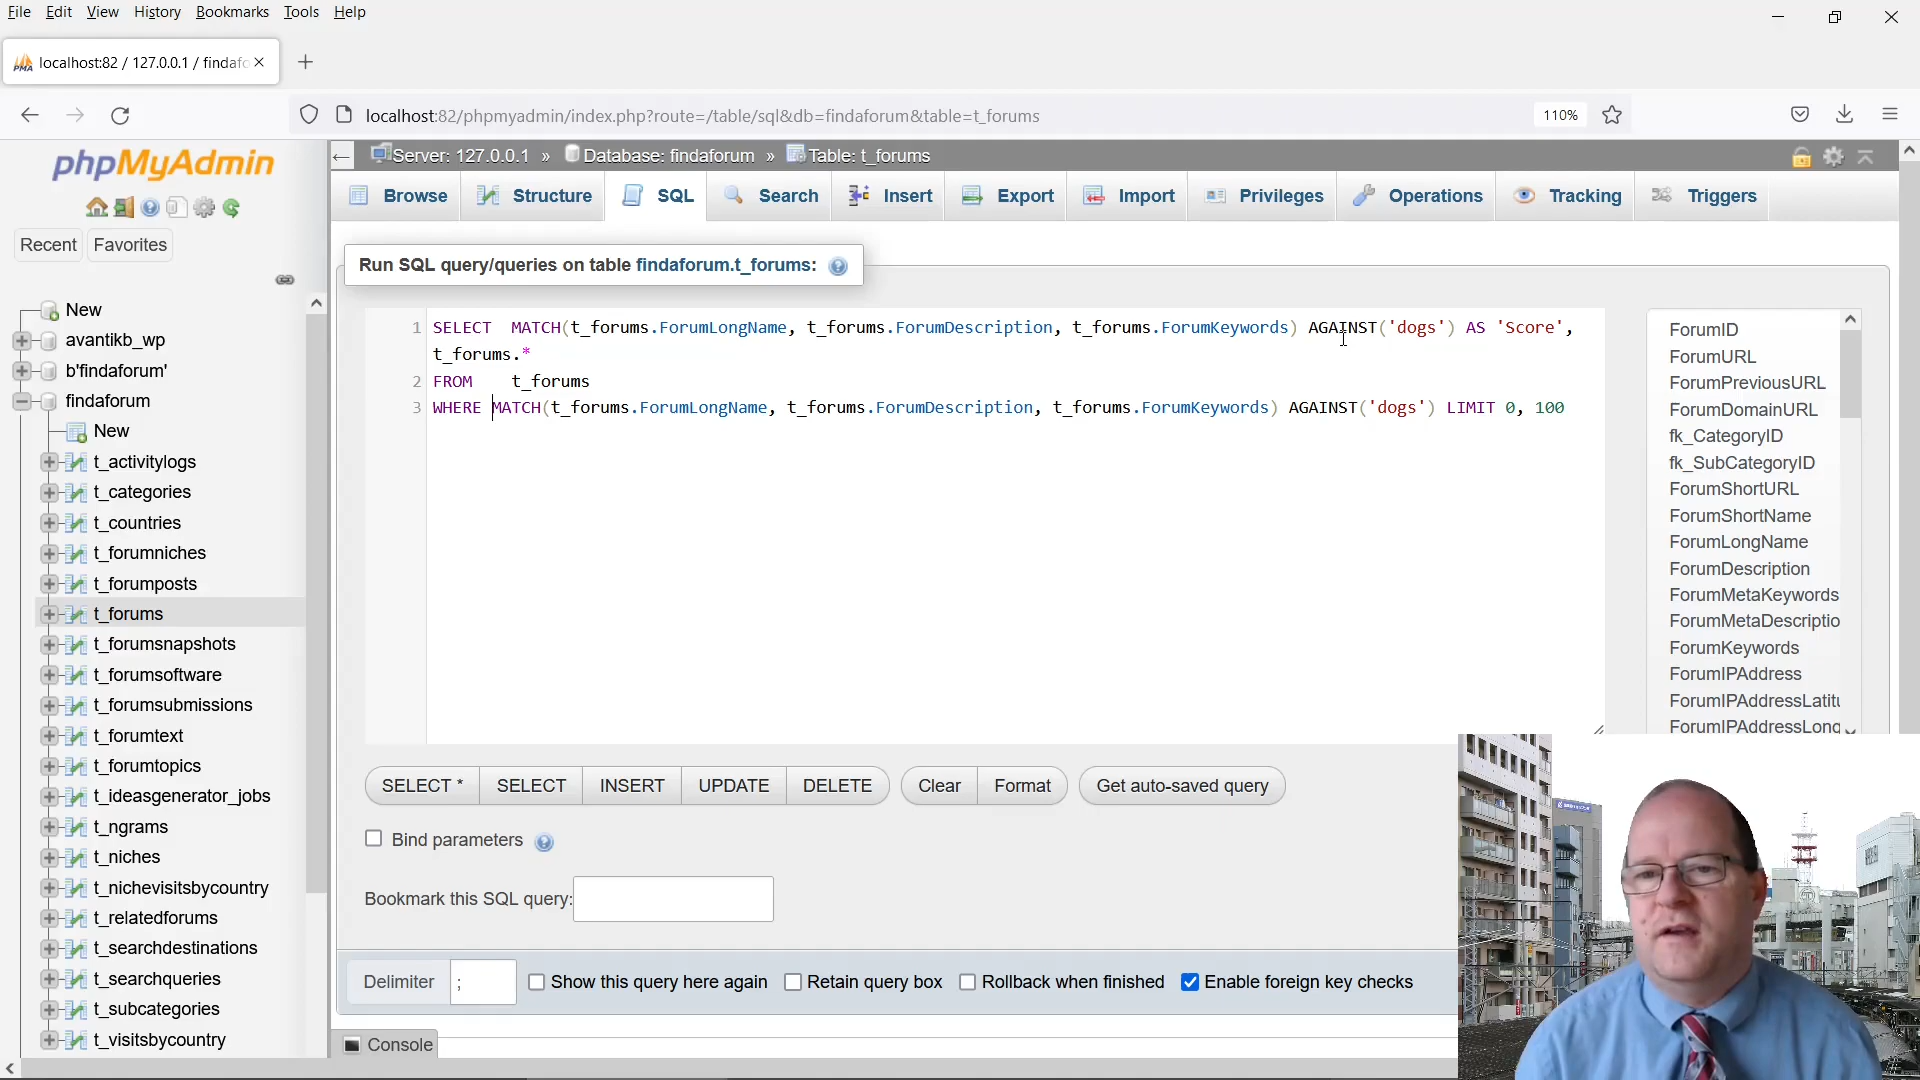 File Edit View History Bookmarks Tools Help
localhost:82 / 127.0.0.1 / findafo
localhost:82/phpmyadmin/index.php?route=/table/sql&db=findaforum&table=t_forums
110%
phpMyAdmin
Server: 127.0.0.1 » Database: findaforum » Table: t_forums
Browse Structure SQL Search Insert Export Import Privileges Operations Tracking Triggers
Recent Favorites
New
avantikb_wp
b'findaforum'
findaforum
New
t_activitylogs
t_categories
t_countries
t_forumniches
t_forumposts
t_forums
t_forumsnapshots
t_forumsoftware
t_forumsubmissions
t_forumtext
t_forumtopics
t_ideasgenerator_jobs
t_ngrams
t_niches
t_nichevisitsbycountry
t_relatedforums
t_searchdestinations
t_searchqueries
t_subcategories
t_visitsbycountry
Run SQL query/queries on table findaforum.t_forums:
1 SELECT MATCH(t_forums.ForumLongName, t_forums.ForumDescription, t_forums.ForumKeywords) AGAINST('dogs') AS 'Score',
t_forums.*
2 FROM t_forums
3 WHERE MATCH(t_forums.ForumLongName, t_forums.ForumDescription, t_forums.ForumKeywords) AGAINST('dogs') LIMIT 0, 100
ForumID
ForumURL
ForumPreviousURL
ForumDomainURL
fk_CategoryID
fk_SubCategoryID
ForumShortURL
ForumShortName
ForumLongName
ForumDescription
ForumMetaKeywords
ForumMetaDescriptio
ForumKeywords
ForumIPAddress
ForumIPAddressLatitu
ForumIPAddressLong
SELECT * SELECT INSERT UPDATE DELETE Clear Format Get auto-saved query
Bind parameters
Bookmark this SQL query:
Delimiter ; Show this query here again Retain query box Rollback when finished Enable foreign key checks
Console